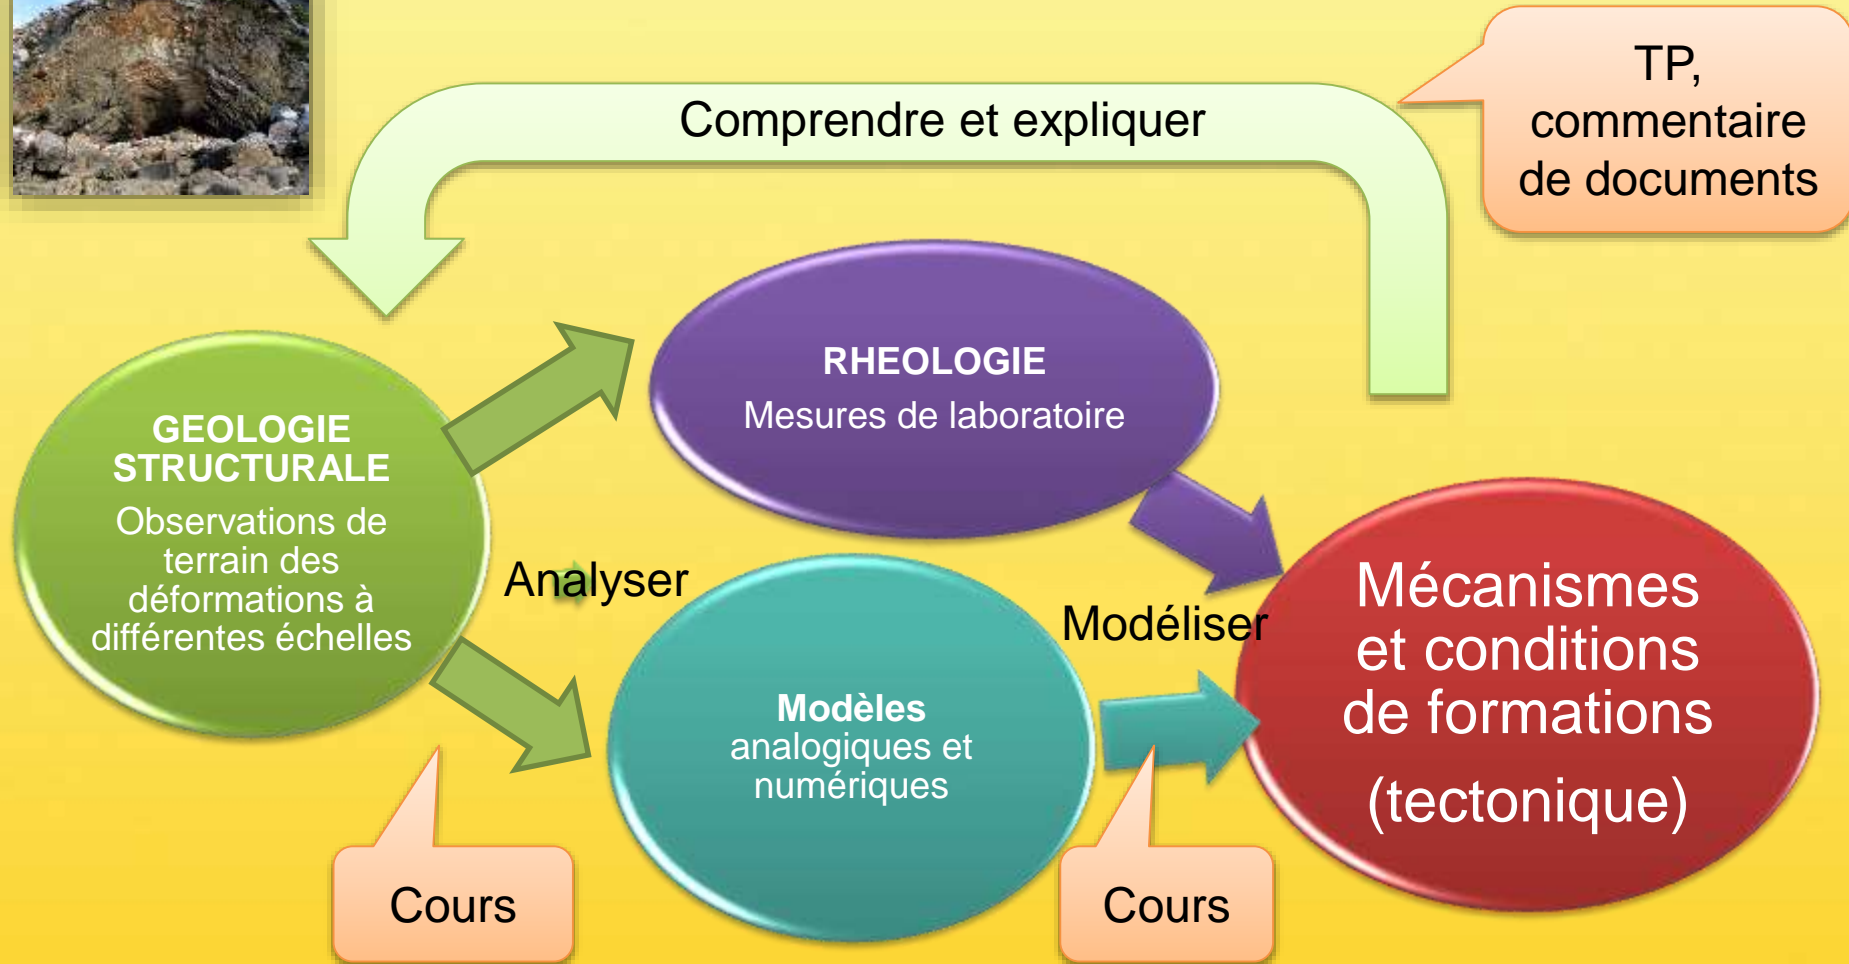 Comprendre et expliquer
TP,
commentaire
de documents
RHEOLOGIE
Mesures de laboratoire
GEOLOGIE
STRUCTURALE
Observations de
terrain des
déformations à
différentes échelles
Analyser
Modéliser
Modèles
analogiques et
numériques
Mécanismes
et conditions
de formations
(tectonique)
Cours
Cours